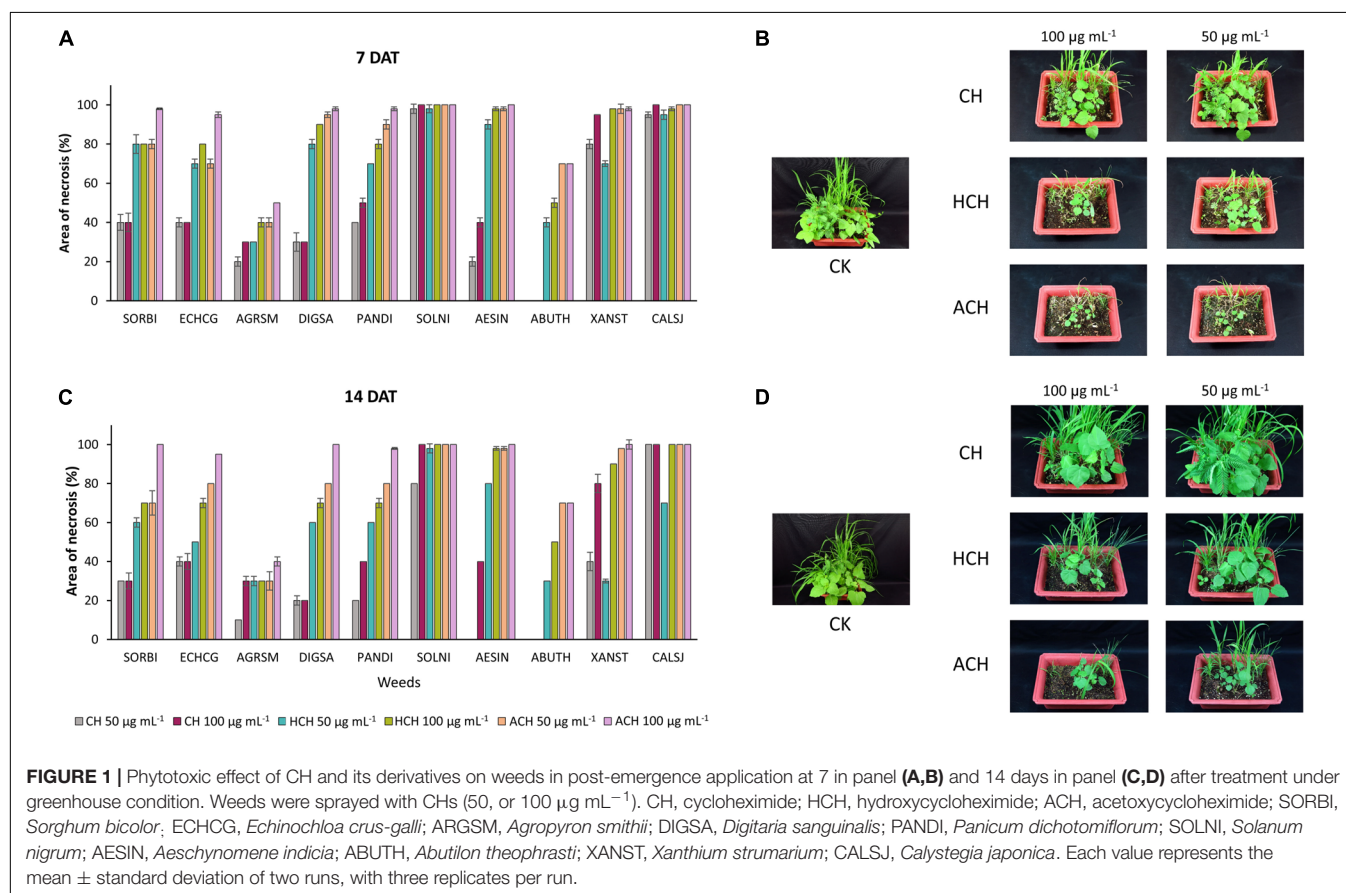 A
7 DAT
Area of necrosis (%)
100
80
60
40
20
0
SORBI ECHCG AGRSM DIGSA PANDI SOLNI AESIN ABUTH XANST CALSJ
B
100 µg mL⁻¹ 50 µg mL⁻¹
CH
HCH
ACH
CK
C
14 DAT
Area of necrosis (%)
100
80
60
40
20
0
SORBI ECHCG AGRSM DIGSA PANDI SOLNI AESIN ABUTH XANST CALSJ
Weeds
CH 50 µg mL⁻¹ CH 100 µg mL⁻¹ HCH 50 µg mL⁻¹ HCH 100 µg mL⁻¹ ACH 50 µg mL⁻¹ ACH 100 µg mL⁻¹
D
100 µg mL⁻¹ 50 µg mL⁻¹
CH
HCH
ACH
CK
FIGURE 1 | Phytotoxic effect of CH and its derivatives on weeds in post-emergence application at 7 in panel (A,B) and 14 days in panel (C,D) after treatment under
greenhouse condition. Weeds were sprayed with CHs (50, or 100 µg mL−1). CH, cycloheximide; HCH, hydroxycycloheximide; ACH, acetoxycycloheximide; SORBI,
Sorghum bicolor; ECHCG, Echinochloa crus-galli; ARGSM, Agropyron smithii; DIGSA, Digitaria sanguinalis; PANDI, Panicum dichotomiflorum; SOLNI, Solanum
nigrum; AESIN, Aeschynomene indicia; ABUTH, Abutilon theophrasti; XANST, Xanthium strumarium; CALSJ, Calystegia japonica. Each value represents the
mean ± standard deviation of two runs, with three replicates per run.